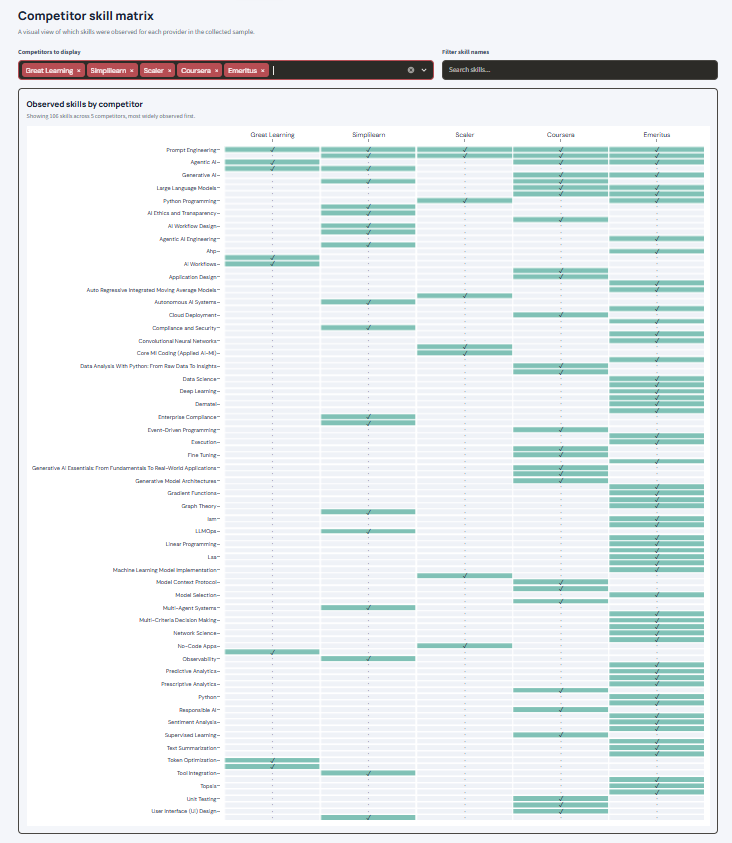 Competitor skill matrix
A visual view of which skills were observed for each provider in the collected sample.
Competitors to display
Filter skill names
Great Learning × Simplilearn × Scaler × Coursera × Emeritus ×
Search skills...
Observed skills by competitor
Showing 106 skills across 5 competitors, most widely observed first.
Great Learning Simplilearn Scaler Coursera Emeritus
Prompt Engineering
Agentic AI
Generative AI
Large Language Models
Python Programming
AI Ethics and Transparency
AI Workflow Design
Agentic AI Engineering
Ahp
AI Workflows
Application Design
Auto Regressive Integrated Moving Average Models
Autonomous AI Systems
Cloud Deployment
Compliance and Security
Convolutional Neural Networks
Core Ml Coding (Applied AI-Ml)
Data Analysis With Python: From Raw Data To Insights
Data Science
Deep Learning
Dematel
Enterprise Compliance
Event-Driven Programming
Execution
Fine Tuning
Generative AI Essentials: From Fundamentals To Real-World Applications
Generative Model Architectures
Gradient Functions
Graph Theory
Ism
LLMOps
Linear Programming
Machine Learning Model Implementation
Model Context Protocol
Model Selection
Multi-Agent Systems
Multi-Criteria Decision Making
Network Science
No-Code Apps
Observability
Predictive Analytics
Prescriptive Analytics
Python
Responsible AI
Sentiment Analysis
Supervised Learning
Text Summarization
Token Optimization
Tool Integration
Topsis
Unit Testing
User Interface (UI) Design